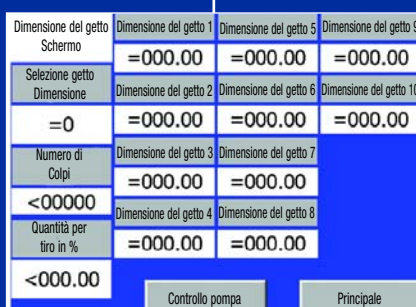 Dimensione del getto
Schermo
Dimensione del getto 1
Dimensione del getto 5
Dimensione del getto 9
=000.00
=000.00
=000.00
Selezione getto
Dimensione
Dimensione del getto 2
Dimensione del getto 6
Dimensione del getto 10
=0
=000.00
=000.00
=000.00
Numero di
Colpi
Dimensione del getto 3
Dimensione del getto 7
=000.00
=000.00
<00000
Quantità per
tiro in %
Dimensione del getto 4
Dimensione del getto 8
=000.00
=000.00
<000.00
Controllo pompa
Principale